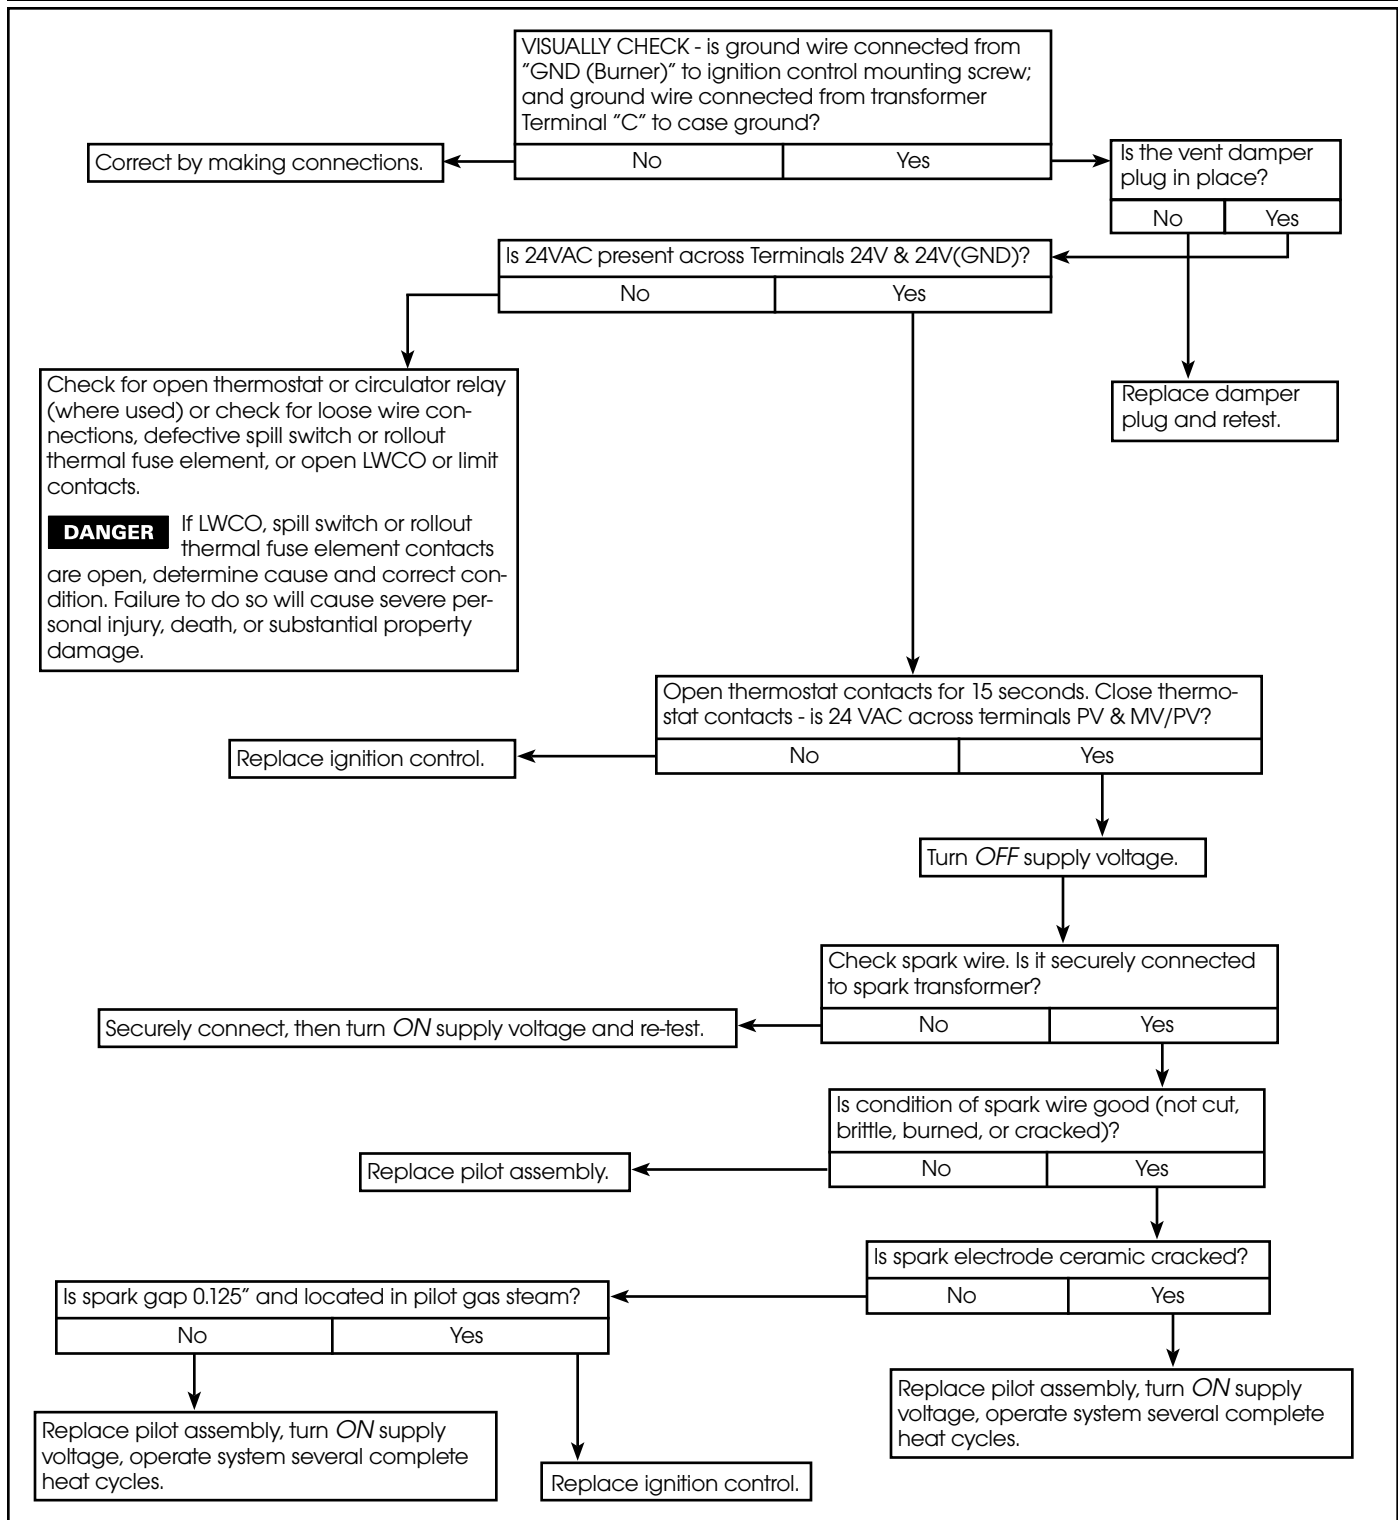 VISUALLY CHECK - is ground wire connected from
"GND (Burner)" to ignition control mounting screw;
and ground wire connected from transformer
Terminal "C" to case ground?
No
Yes
Correct by making connections.
Is the vent damper
plug in place?
No
Yes
Is 24VAC present across Terminals 24V & 24V(GND)?
No
Yes
Replace damper
plug and retest.
Check for open thermostat or circulator relay
(where used) or check for loose wire con-
nections, defective spill switch or rollout
thermal fuse element, or open LWCO or limit
contacts.
DANGER If LWCO, spill switch or rollout
thermal fuse element contacts
are open, determine cause and correct con-
dition. Failure to do so will cause severe per-
sonal injury, death, or substantial property
damage.
Open thermostat contacts for 15 seconds. Close thermo-
stat contacts - is 24 VAC across terminals PV & MV/PV?
No
Yes
Replace ignition control.
Turn OFF supply voltage.
Check spark wire. Is it securely connected
to spark transformer?
No
Yes
Securely connect, then turn ON supply voltage and re-test.
Is condition of spark wire good (not cut,
brittle, burned, or cracked)?
No
Yes
Replace pilot assembly.
Is spark electrode ceramic cracked?
No
Yes
Is spark gap 0.125" and located in pilot gas steam?
No
Yes
Replace pilot assembly, turn ON supply
voltage, operate system several complete
heat cycles.
Replace pilot assembly, turn ON supply
voltage, operate system several complete
heat cycles.
Replace ignition control.